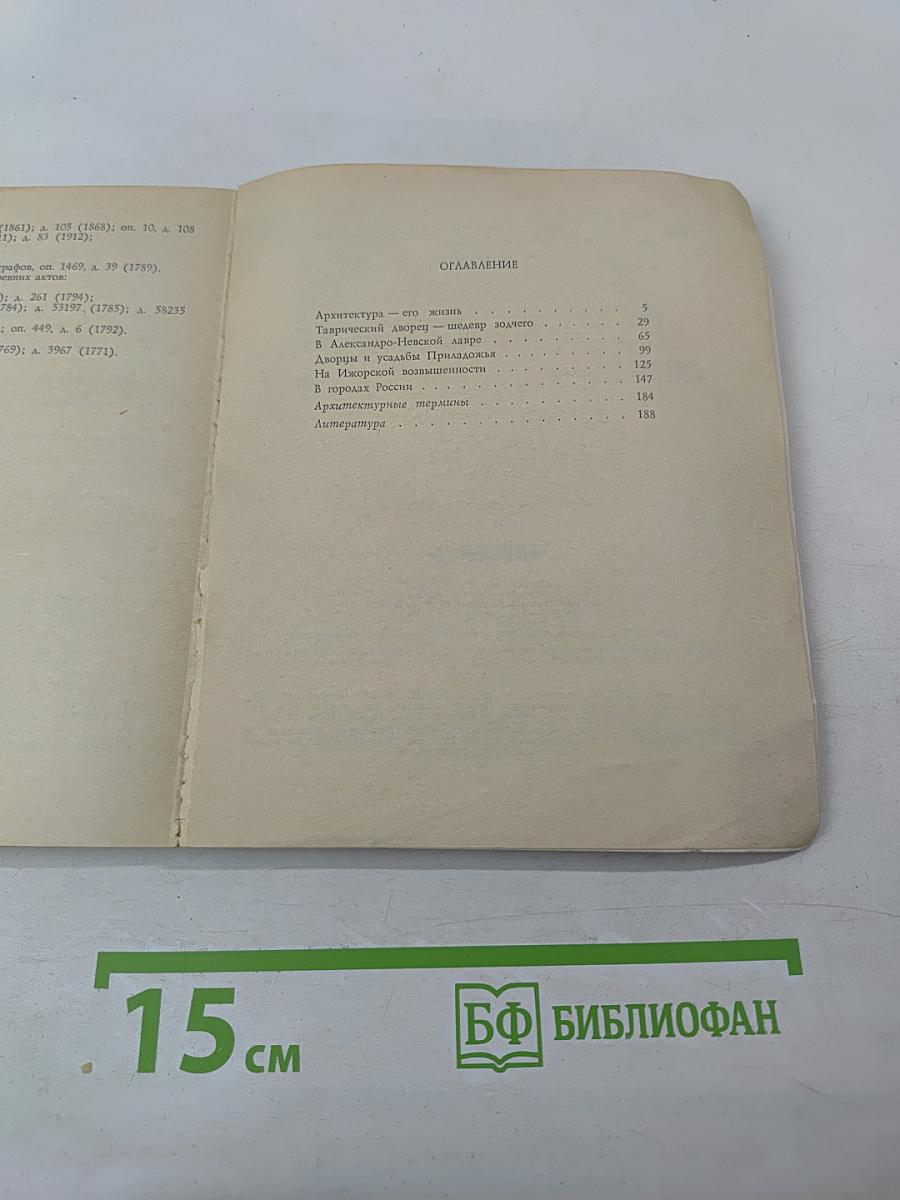 (1861); д. 105 (1868); оп. 10, д. 108
11); д. 83 (1912);
графов, оп. 1469, д. 39 (1789).
ревних актов:
); д. 261 (1794);
784); д. 53197 (1785); д. 58235
; оп. 449, д. 6 (1792).
769); д. 3967 (1771).
ОГЛАВЛЕНИЕ
Архитектура — его жизнь . . . . . . . . . . 5
Таврический дворец — шедевр зодчего . . . . . . 29
В Александро-Невской лавре . . . . . . . . . 65
Дворцы и усадьбы Приладожья . . . . . . . . 99
На Ижорской возвышенности . . . . . . . . . 125
В городах России . . . . . . . . . . . . . 147
Архитектурные термины . . . . . . . . . . 184
Литература . . . . . . . . . . . . . . 188
15 см
БФ БИБЛИОФАН